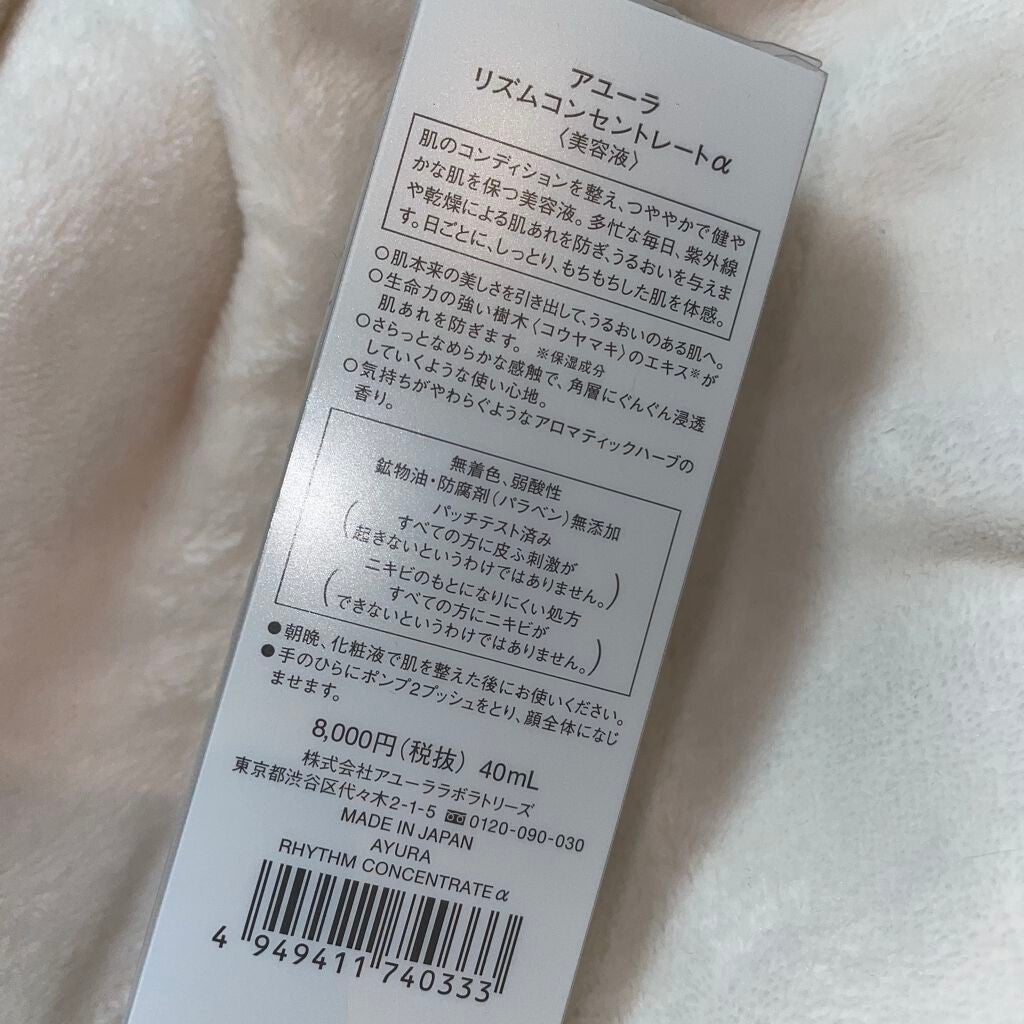 アユーラ
リズムコンセントレートα
〈美容液〉
肌のコンディションを整え、つややかで健や
かな肌を保つ美容液。多忙な毎日、紫外線
や乾燥による肌あれを防ぎ、うるおいを与えま
す。日ごとに、しっとり、もちもちした肌を体感。
○肌本来の美しさを引き出して、うるおいのある肌へ。
○生命力の強い樹木〈コウヤマキ〉のエキス※が
肌あれを防ぎます。 ※保湿成分
○さらっとなめらかな感触で、角層にぐんぐん浸透
していくような使い心地。
○気持ちがやわらぐようなアロマティックハーブの
香り。
無着色、弱酸性
鉱物油・防腐剤(パラベン)無添加
パッチテスト済み
(すべての方に皮ふ刺激が
起きないというわけではありません。)
ニキビのもとになりにくい処方
(すべての方にニキビが
できないというわけではありません。)
●朝晩、化粧液で肌を整えた後にお使いください。
●手のひらにポンプ2プッシュをとり、顔全体になじ
ませます。
8,000円(税抜) 40mL
株式会社アユーララボラトリーズ
東京都渋谷区代々木2-1-5 0120-090-030
MADE IN JAPAN
AYURA
RHYTHM CONCENTRATE α
4 949411 740333